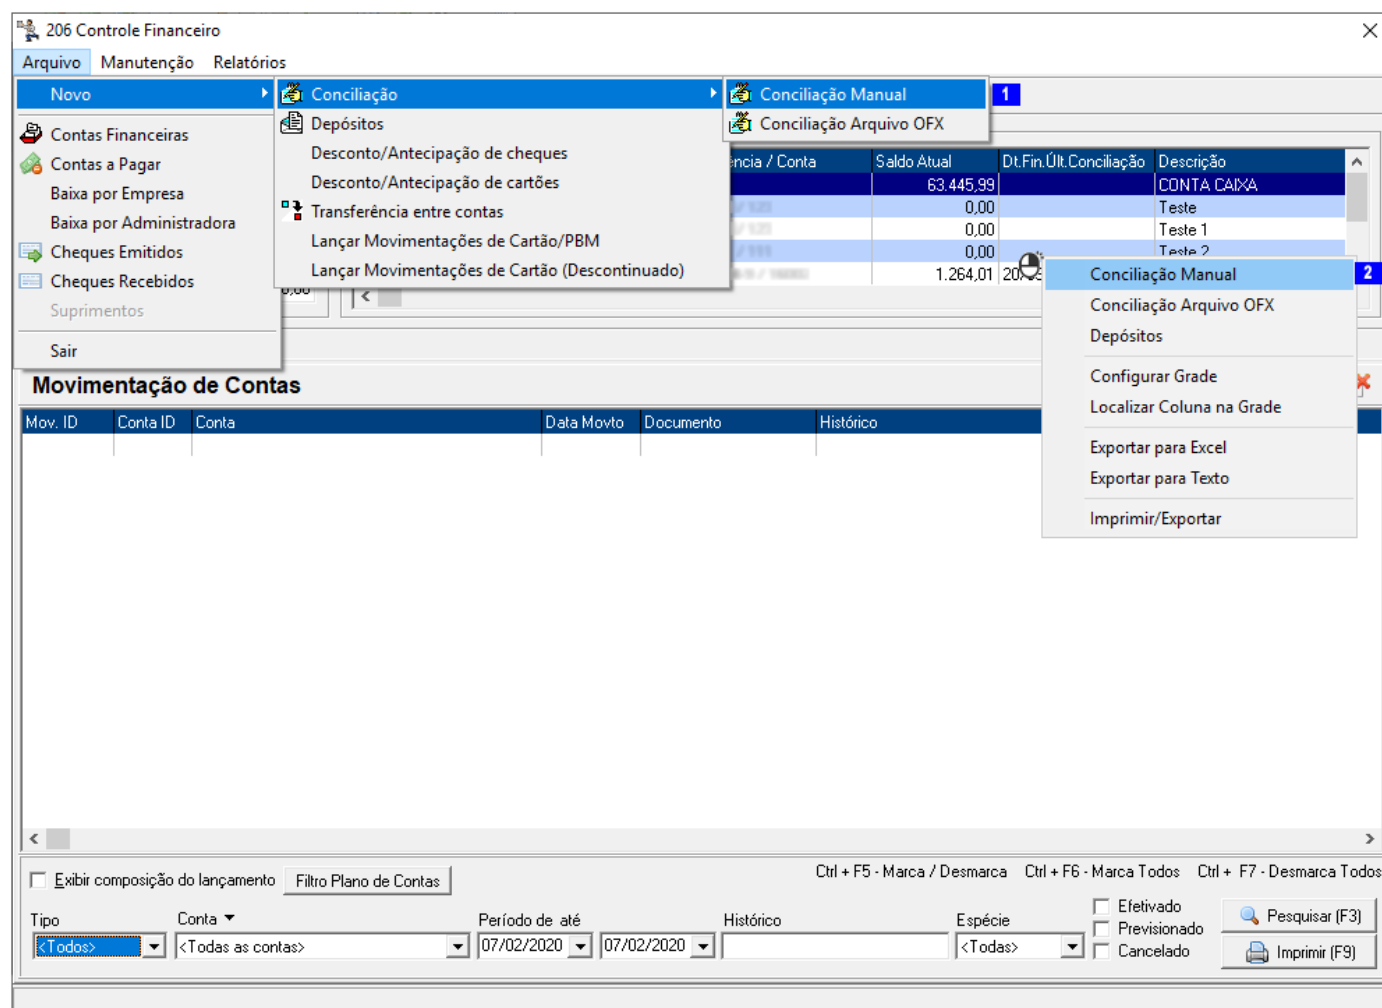 206 Controle Financeiro
Arquivo Manutenção Relatórios
Novo
Contas Financeiras
Contas a Pagar
Baixa por Empresa
Baixa por Administradora
Cheques Emitidos
Cheques Recebidos
Suprimentos
Sair
Conciliação
Depósitos
Desconto/Antecipação de cheques
Desconto/Antecipação de cartões
Transferência entre contas
Lançar Movimentações de Cartão/PBM
Lançar Movimentações de Cartão (Descontinuado)
Conciliação Manual 1
Conciliação Arquivo OFX
ência / Conta Saldo Atual Dt.Fin.Últ.Conciliação Descrição
63.445,99 CONTA CAIXA
0,00 Teste
0,00 Teste 1
0,00 Teste 2
1.264,01
Conciliação Manual 2
Conciliação Arquivo OFX
Depósitos
Configurar Grade
Localizar Coluna na Grade
Exportar para Excel
Exportar para Texto
Imprimir/Exportar
Movimentação de Contas
Mov. ID Conta ID Conta Data Movto Documento Histórico
Exibir composição do lançamento Filtro Plano de Contas
Ctrl + F5 - Marca / Desmarca Ctrl + F6 - Marca Todos Ctrl + F7 - Desmarca Todos
Tipo Conta Período de até Histórico Espécie
<Todos> <Todas as contas> 07/02/2020 07/02/2020 <Todas>
Efetivado
Previsionado
Cancelado
Pesquisar (F3)
Imprimir (F9)